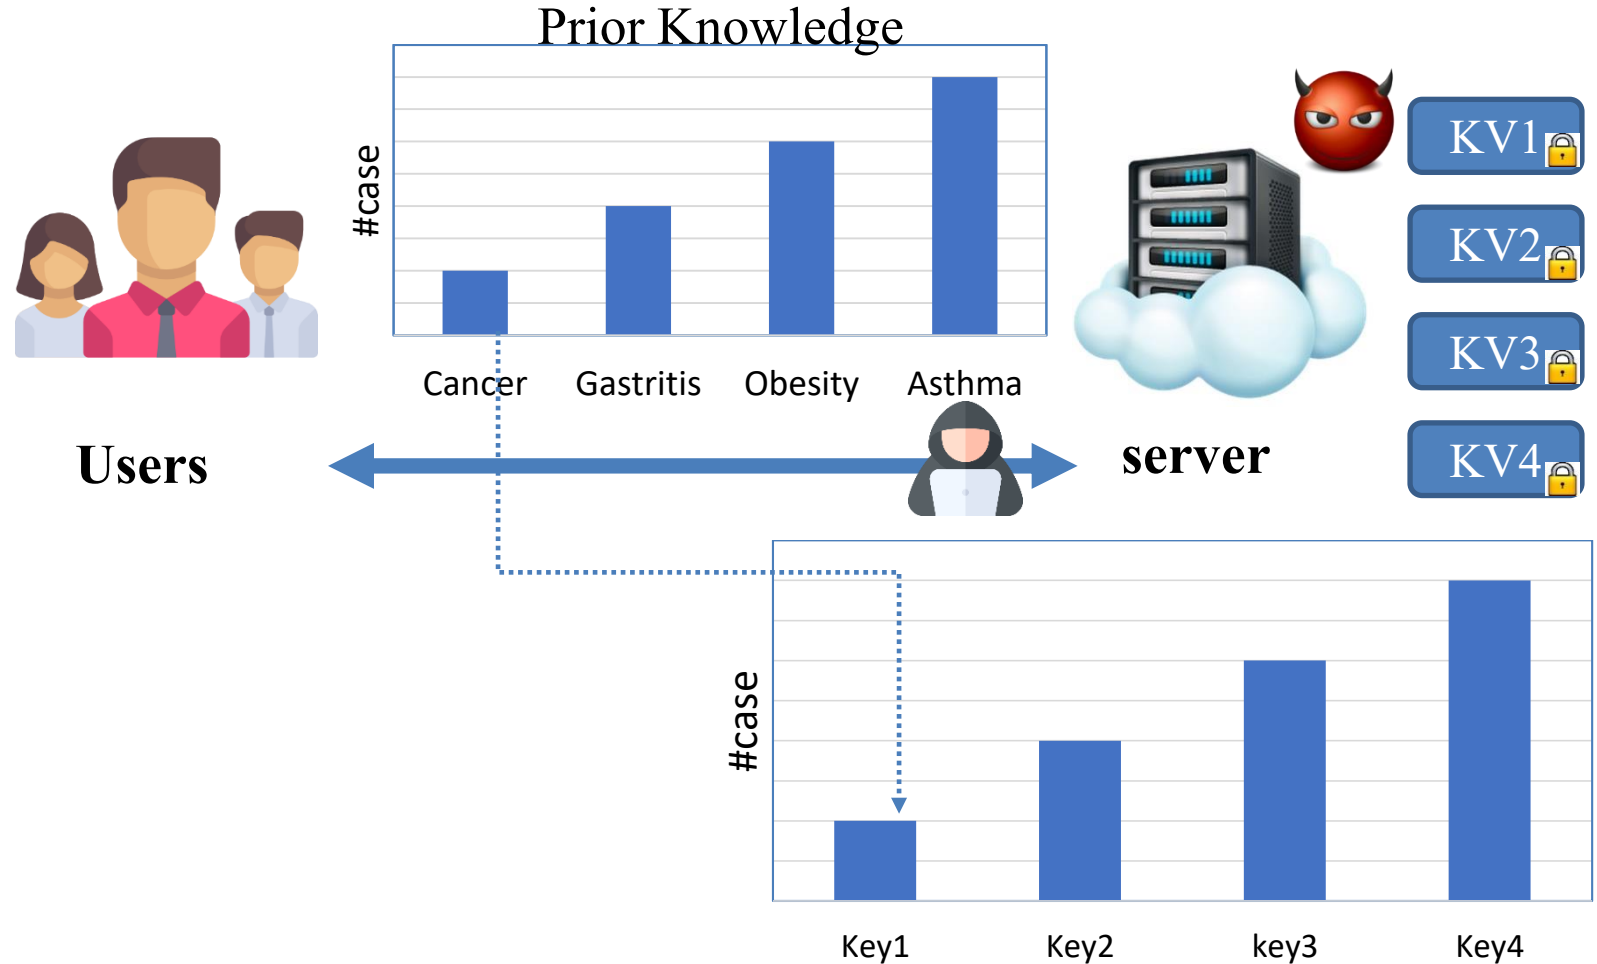 Prior Knowledge
#case
Cancer Gastritis Obesity Asthma
Users
server
KV1
KV2
KV3
KV4
#case
Key1 Key2 key3 Key4